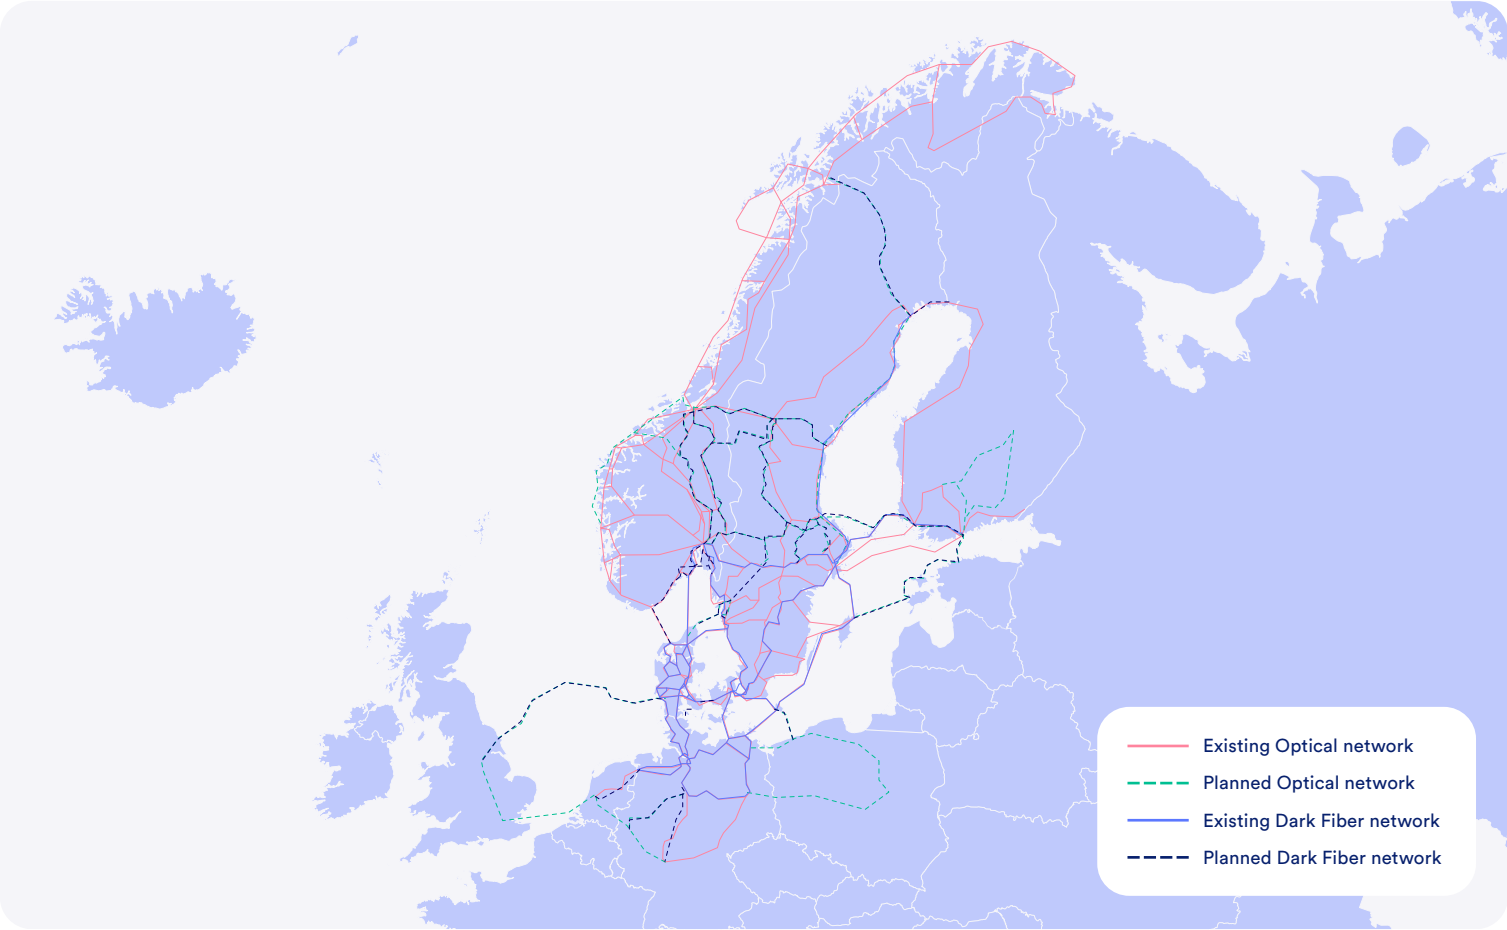 Existing Optical network
Planned Optical network
Existing Dark Fiber network
Planned Dark Fiber network